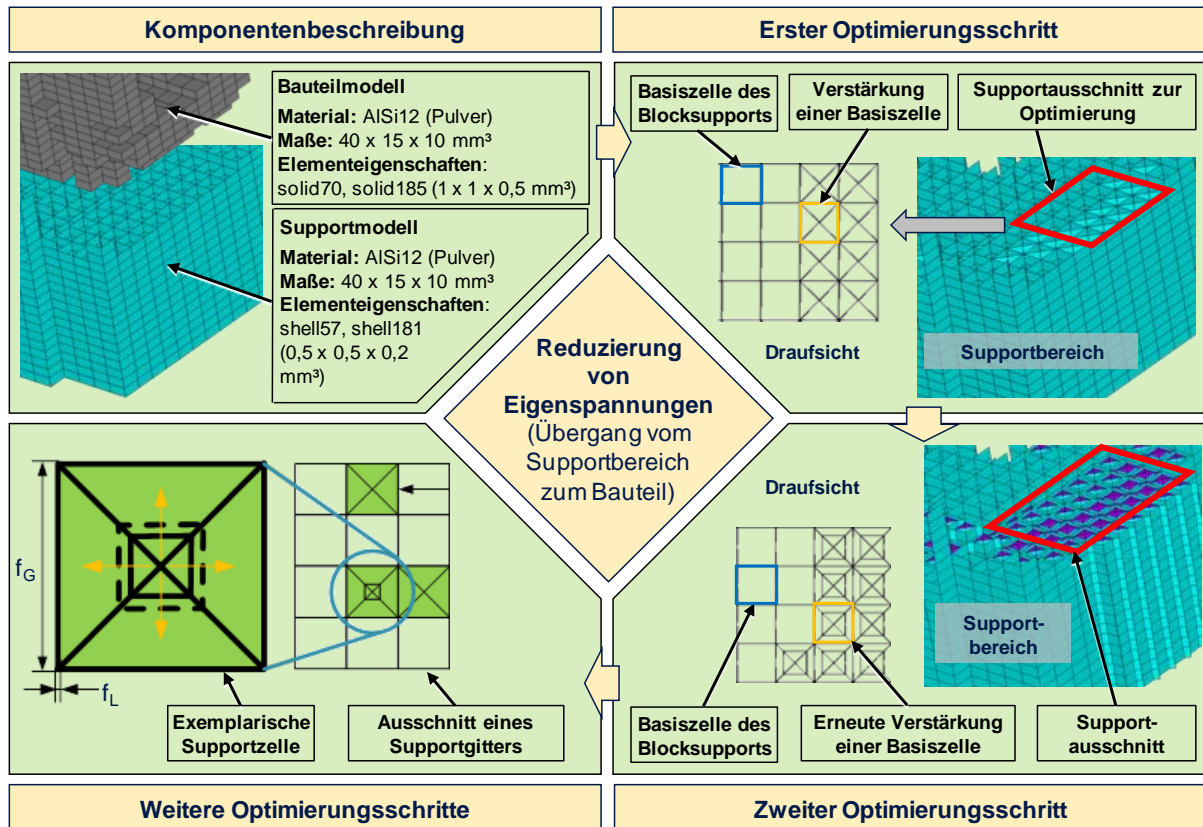 Komponentenbeschreibung
Erster Optimierungsschritt
Bauteilmodell
Material: AlSi12 (Pulver)
Maße: 40 x 15 x 10 mm³
Elementeigenschaften:
solid70, solid185 (1 x 1 x 0,5 mm³)
Supportmodell
Material: AlSi12 (Pulver)
Maße: 40 x 15 x 10 mm³
Elementeigenschaften:
shell57, shell181
(0,5 x 0,5 x 0,2
mm³)
Basiszelle des
Blocksupports
Verstärkung
einer Basiszelle
Supportausschnitt zur
Optimierung
Draufsicht
Supportbereich
Reduzierung
von
Eigenspannungen
(Übergang vom
Supportbereich
zum Bauteil)
fG
fL
Exemplarische
Supportzelle
Ausschnitt eines
Supportgitters
Draufsicht
Support-
bereich
Basiszelle des
Blocksupports
Erneute Verstärkung
einer Basiszelle
Support-
ausschnitt
Weitere Optimierungsschritte
Zweiter Optimierungsschritt